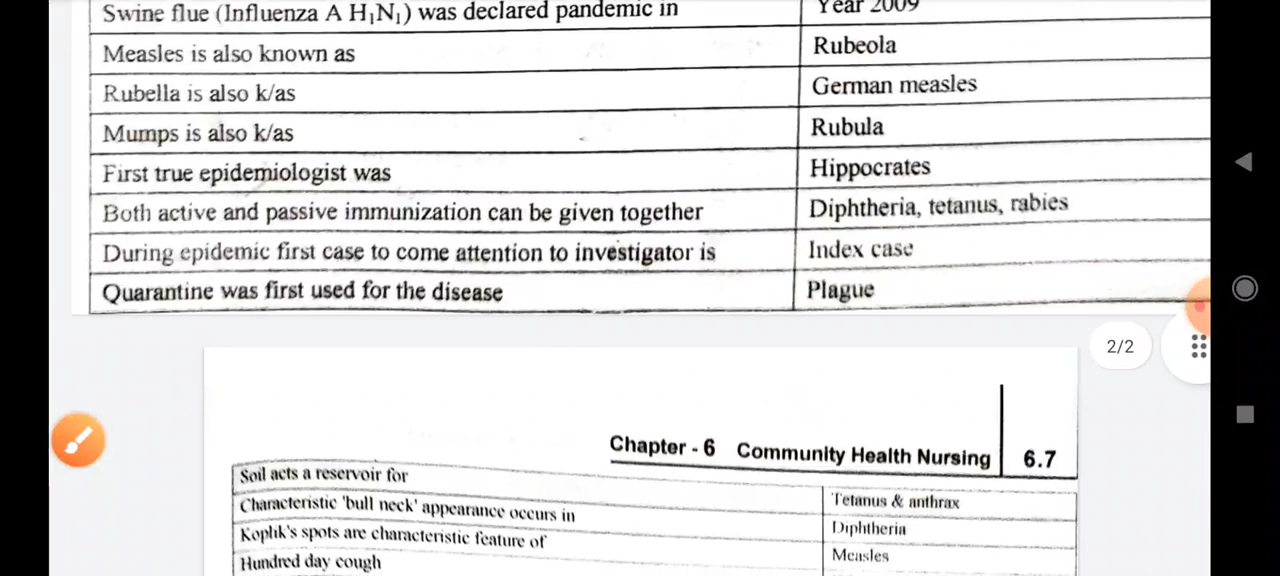 Swine flue (Influenza A H₁N₁) was declared pandemic in Year 2009
Measles is also known as Rubeola
Rubella is also k/as German measles
Mumps is also k/as Rubula
First true epidemiologist was Hippocrates
Both active and passive immunization can be given together Diphtheria, tetanus, rabies
During epidemic first case to come attention to investigator is Index case
Quarantine was first used for the disease Plague
2/2
Chapter - 6 Community Health Nursing 6.7
Soil acts a reservoir for Tetanus & anthrax
Characteristic 'bull neck' appearance occurs in Diphtheria
Koplik's spots are characteristic feature of Measles
Hundred day cough